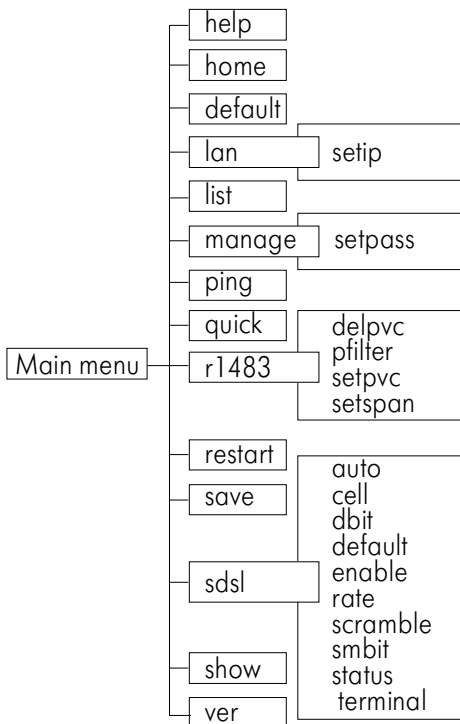 help
home
default
lan
setip
list
manage
setpass
ping
quick
Main menu
r1483
delpvc
pfilter
setpvc
setspan
restart
save
sdsl
auto
cell
dbit
default
enable
rate
scramble
smbit
status
terminal
show
ver